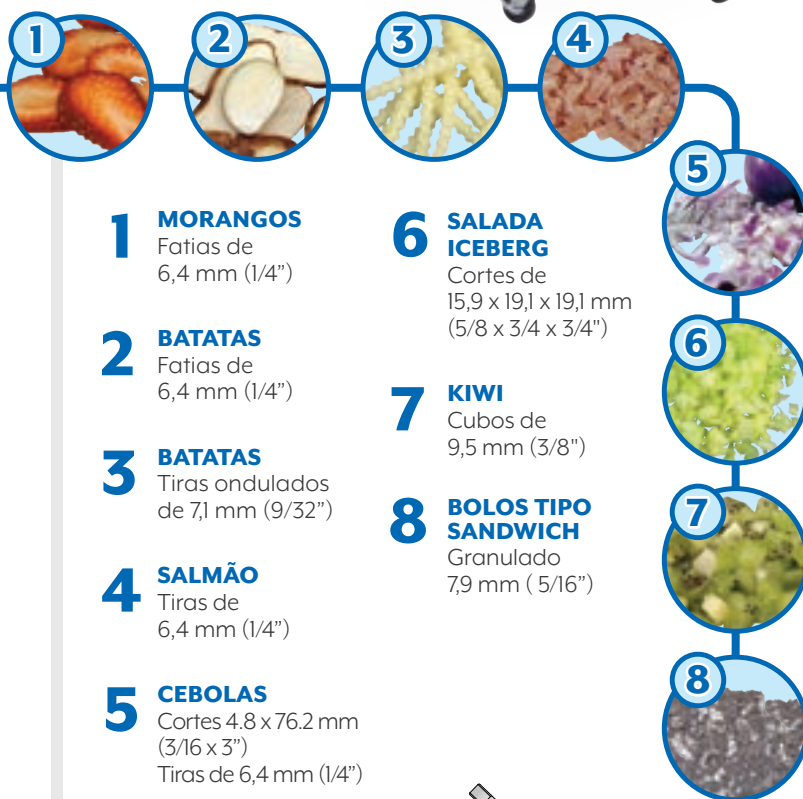 1
2
3
4
5
6
7
8
1 MORANGOS
Fatias de
6,4 mm (1/4”)
2 BATATAS
Fatias de
6,4 mm (1/4”)
3 BATATAS
Tiras ondulados
de 7,1 mm (9/32”)
4 SALMÃO
Tiras de
6,4 mm (1/4”)
5 CEBOLAS
Cortes 4.8 x 76.2 mm
(3/16 x 3”)
Tiras de 6,4 mm (1/4”)
6 SALADA
ICEBERG
Cortes de
15,9 x 19,1 x 19,1 mm
(5/8 x 3/4 x 3/4")
7 KIWI
Cubos de
9,5 mm (3/8")
8 BOLOS TIPO
SANDWICH
Granulado
7,9 mm ( 5/16”)